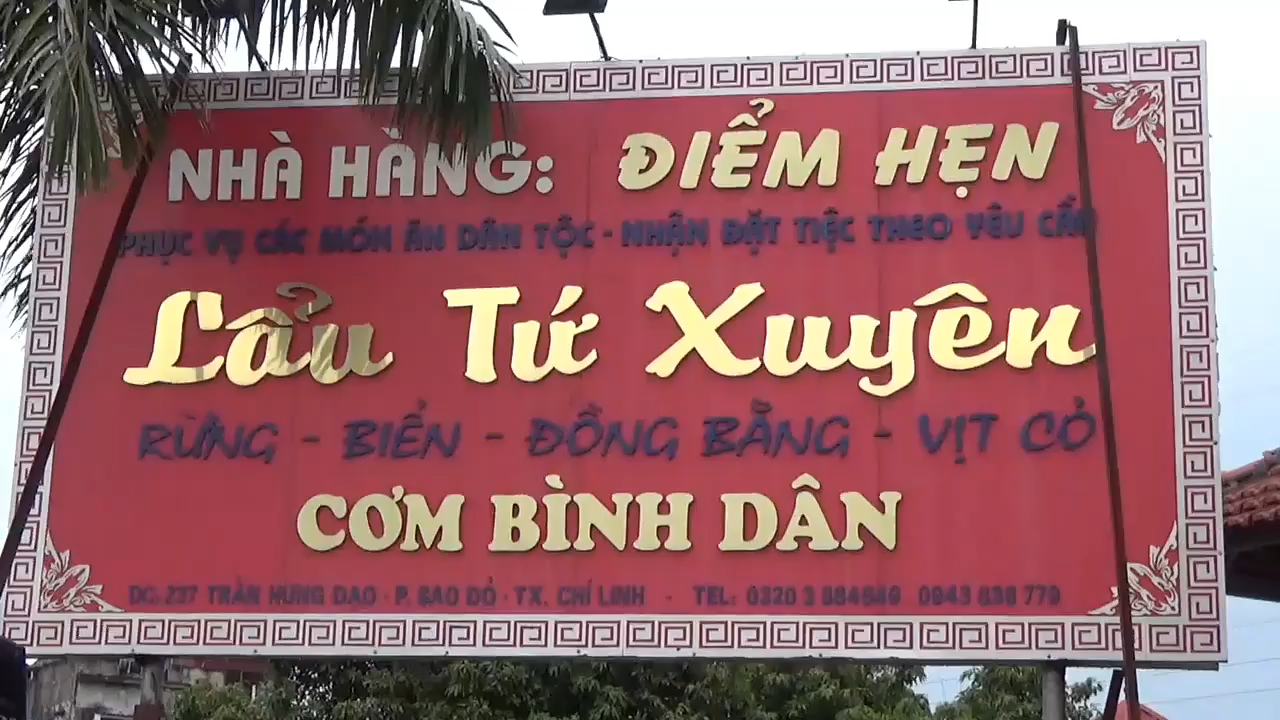 NHÀ HÀNG: ĐIỂM HẸN
PHỤC VỤ CÁC MÓN ĂN DÂN TỘC - NHẬN ĐẶT TIỆC THEO YÊU CẦU
Lẩu Tứ Xuyên
RỪNG - BIỂN - ĐỒNG BẰNG - VỊT CỎ
CƠM BÌNH DÂN
ĐC: 237 TRẦN HƯNG ĐẠO - P. SAO ĐỎ - TX. CHÍ LINH - TEL: 0320 3 884649 0943 636 779